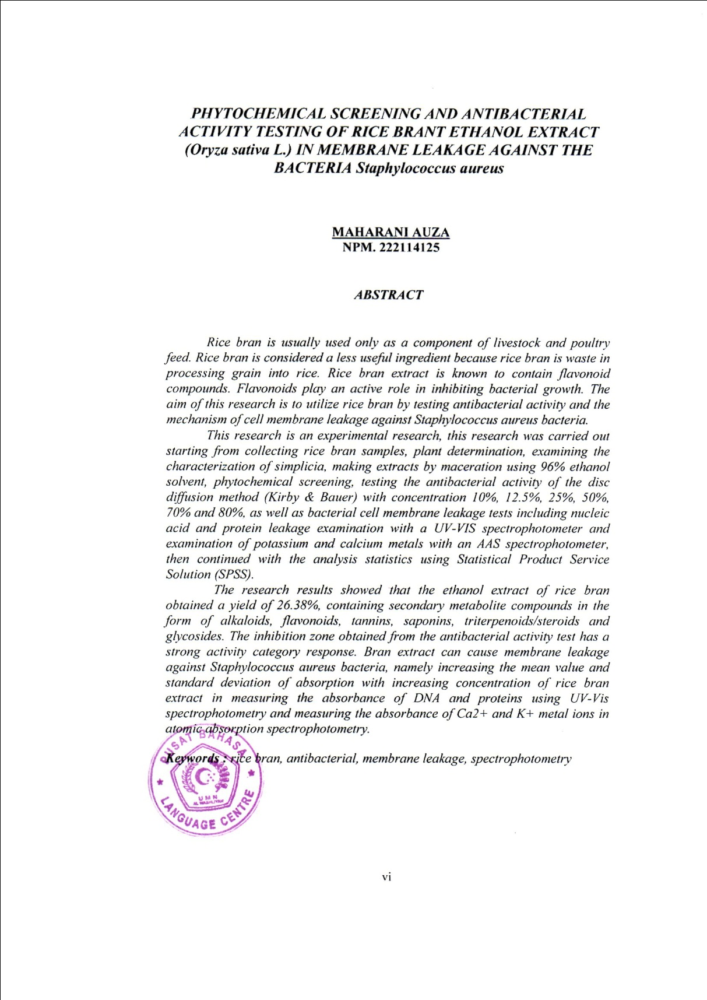 PHYTOCHEMICAL SCREENING AND ANTIBACTERIAL
ACTIVITY TESTING OF RICE BRANT ETHANOL EXTRACT
(Oryza sativa L.) IN MEMBRANE LEAKAGE AGAINST THE
BACTERIA Staphylococcus aureus
MAHARANI AUZA
NPM. 222114125
ABSTRACT
Rice bran is usually used only as a component of livestock and poultry
feed. Rice bran is considered a less useful ingredient because rice bran is waste in
processing grain into rice. Rice bran extract is known to contain flavonoid
compounds. Flavonoids play an active role in inhibiting bacterial growth. The
aim of this research is to utilize rice bran by testing antibacterial activity and the
mechanism of cell membrane leakage against Staphylococcus aureus bacteria.
This research is an experimental research, this research was carried out
starting from collecting rice bran samples, plant determination, examining the
characterization of simplicia, making extracts by maceration using 96% ethanol
solvent, phytochemical screening, testing the antibacterial activity of the disc
diffusion method (Kirby & Bauer) with concentration 10%, 12.5%, 25%, 50%,
70% and 80%, as well as bacterial cell membrane leakage tests including nucleic
acid and protein leakage examination with a UV-VIS spectrophotometer and
examination of potassium and calcium metals with an AAS spectrophotometer,
then continued with the analysis statistics using Statistical Product Service
Solution (SPSS).
The research results showed that the ethanol extract of rice bran
obtained a yield of 26.38%, containing secondary metabolite compounds in the
form of alkaloids, flavonoids, tannins, saponins, triterpenoids/steroids and
glycosides. The inhibition zone obtained from the antibacterial activity test has a
strong activity category response. Bran extract can cause membrane leakage
against Staphylococcus aureus bacteria, namely increasing the mean value and
standard deviation of absorption with increasing concentration of rice bran
extract in measuring the absorbance of DNA and proteins using UV-Vis
spectrophotometry and measuring the absorbance of Ca2+ and K+ metal ions in
atomic absorption spectrophotometry.
Keywords : rice bran, antibacterial, membrane leakage, spectrophotometry
PUSAT BAHASA
UMN
AL WASHLIYAH
LANGUAGE CENTRE
vi